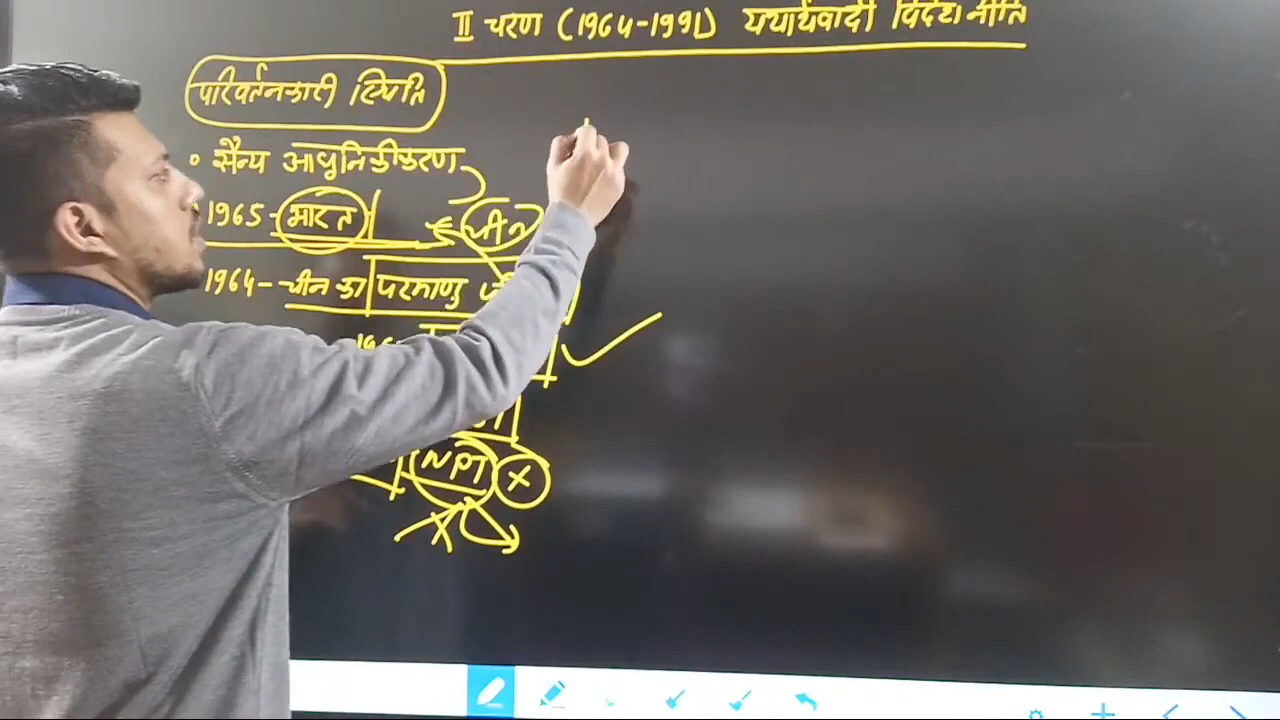 II चरण (1964-1991) यथार्थवादी विदेश नीति
परिवर्तनकारी स्थिति
• सैन्य आधुनिकीकरण
1965 - भारत चीन
1964 - चीन का परमाणु
NPT X